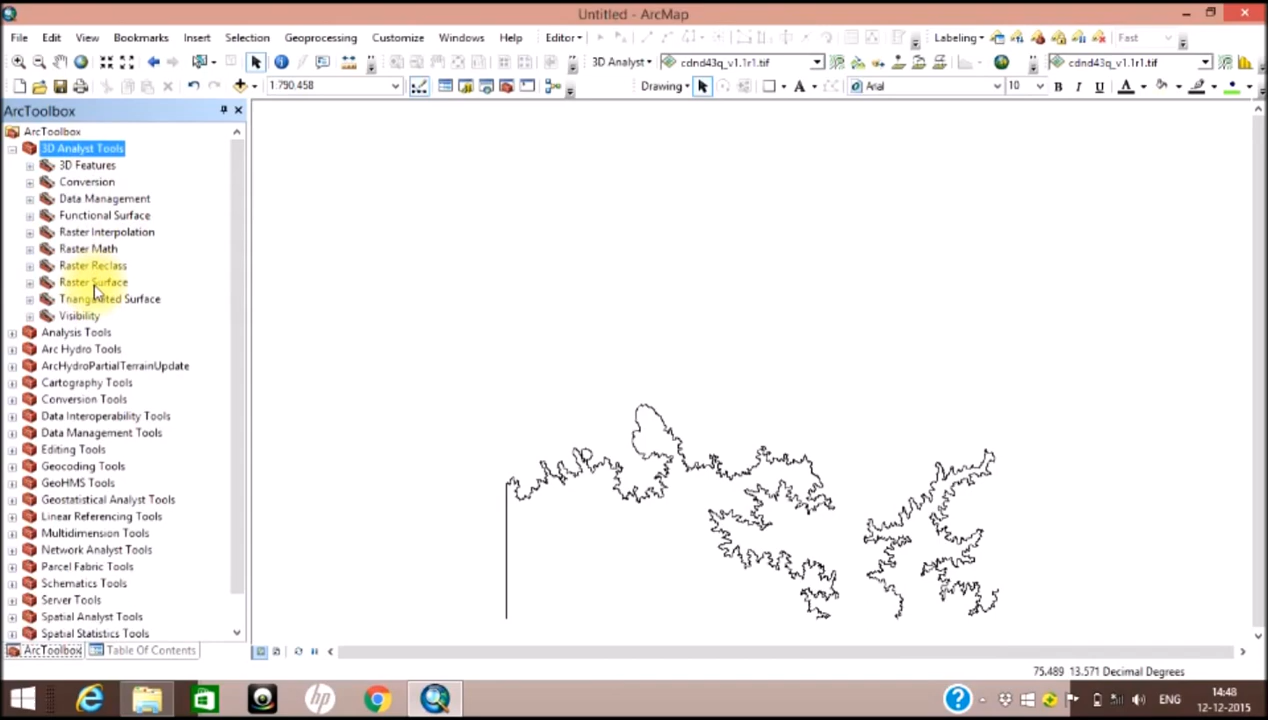 Untitled - ArcMap
File Edit View Bookmarks Insert Selection Geoprocessing Customize Windows Help Editor Labeling Fast
3D Analyst cdnd43q_v1.1r1.tif cdnd43q_v1.1r1.tif
1:790.458 Drawing A Arial 10 B I U A
ArcToolbox
ArcToolbox
3D Analyst Tools
3D Features
Conversion
Data Management
Functional Surface
Raster Interpolation
Raster Math
Raster Reclass
Raster Surface
Triangulated Surface
Visibility
Analysis Tools
Arc Hydro Tools
ArcHydroPartialTerrainUpdate
Cartography Tools
Conversion Tools
Data Interoperability Tools
Data Management Tools
Editing Tools
Geocoding Tools
GeoHMS Tools
Geostatistical Analyst Tools
Linear Referencing Tools
Multidimension Tools
Network Analyst Tools
Parcel Fabric Tools
Schematics Tools
Server Tools
Spatial Analyst Tools
Spatial Statistics Tools
ArcToolbox Table Of Contents
75.489 13.571 Decimal Degrees
hp ENG 14:48
12-12-2015